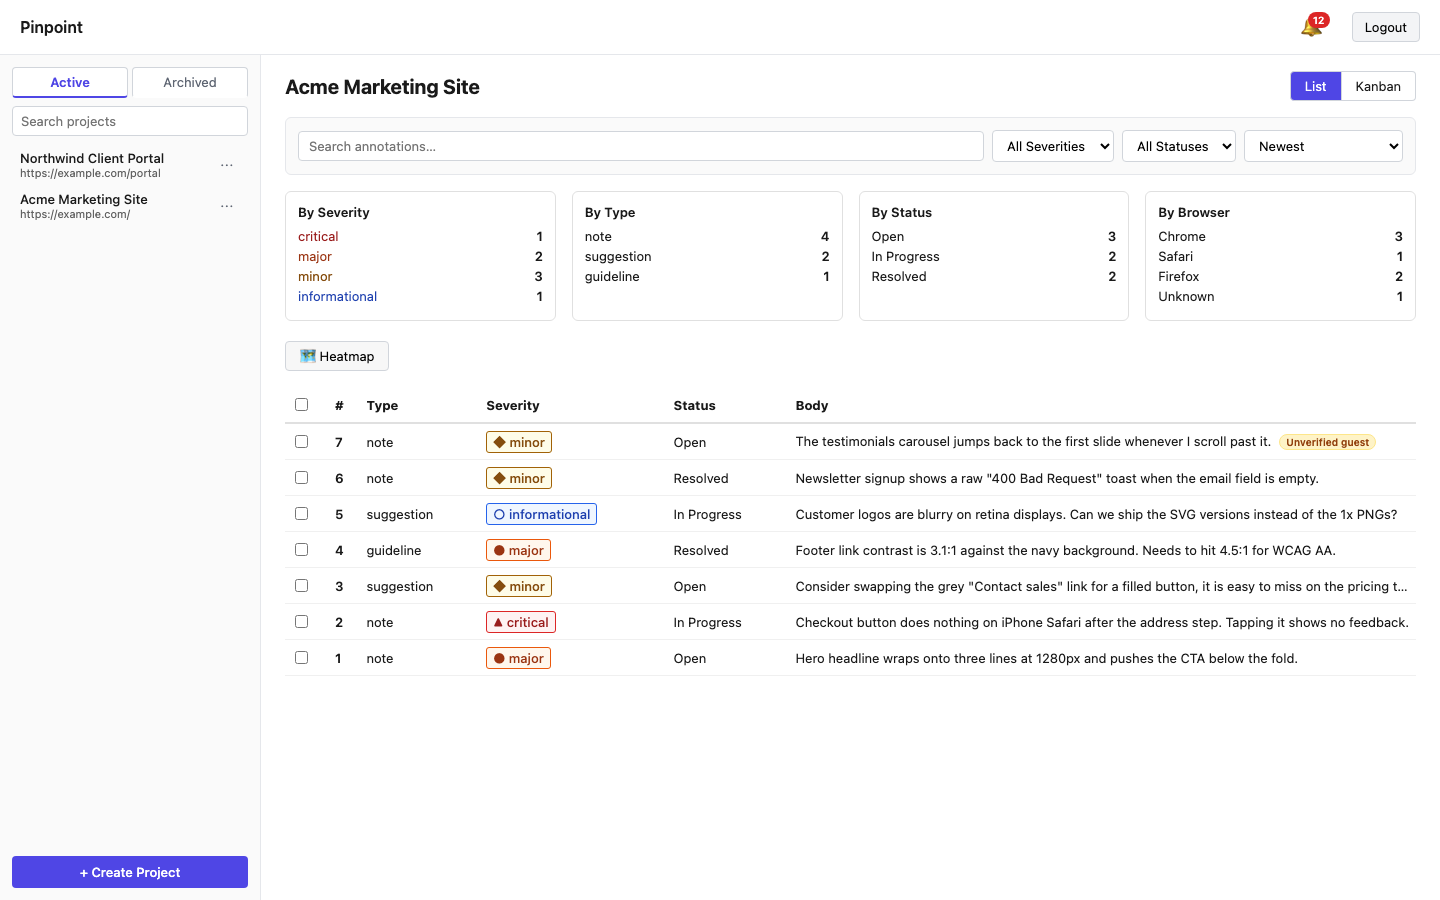 Pinpoint
12
Logout
Active
Archived
Search projects
Northwind Client Portal
https://example.com/portal
...
Acme Marketing Site
https://example.com/
...
+ Create Project
Acme Marketing Site
List
Kanban
Search annotations...
All Severities
All Statuses
Newest
By Severity
critical 1
major 2
minor 3
informational 1
By Type
note 4
suggestion 2
guideline 1
By Status
Open 3
In Progress 2
Resolved 2
By Browser
Chrome 3
Safari 1
Firefox 2
Unknown 1
Heatmap
# Type Severity Status Body
7 note minor Open The testimonials carousel jumps back to the first slide whenever I scroll past it. Unverified guest
6 note minor Resolved Newsletter signup shows a raw "400 Bad Request" toast when the email field is empty.
5 suggestion informational In Progress Customer logos are blurry on retina displays. Can we ship the SVG versions instead of the 1x PNGs?
4 guideline major Resolved Footer link contrast is 3.1:1 against the navy background. Needs to hit 4.5:1 for WCAG AA.
3 suggestion minor Open Consider swapping the grey "Contact sales" link for a filled button, it is easy to miss on the pricing t...
2 note critical In Progress Checkout button does nothing on iPhone Safari after the address step. Tapping it shows no feedback.
1 note major Open Hero headline wraps onto three lines at 1280px and pushes the CTA below the fold.